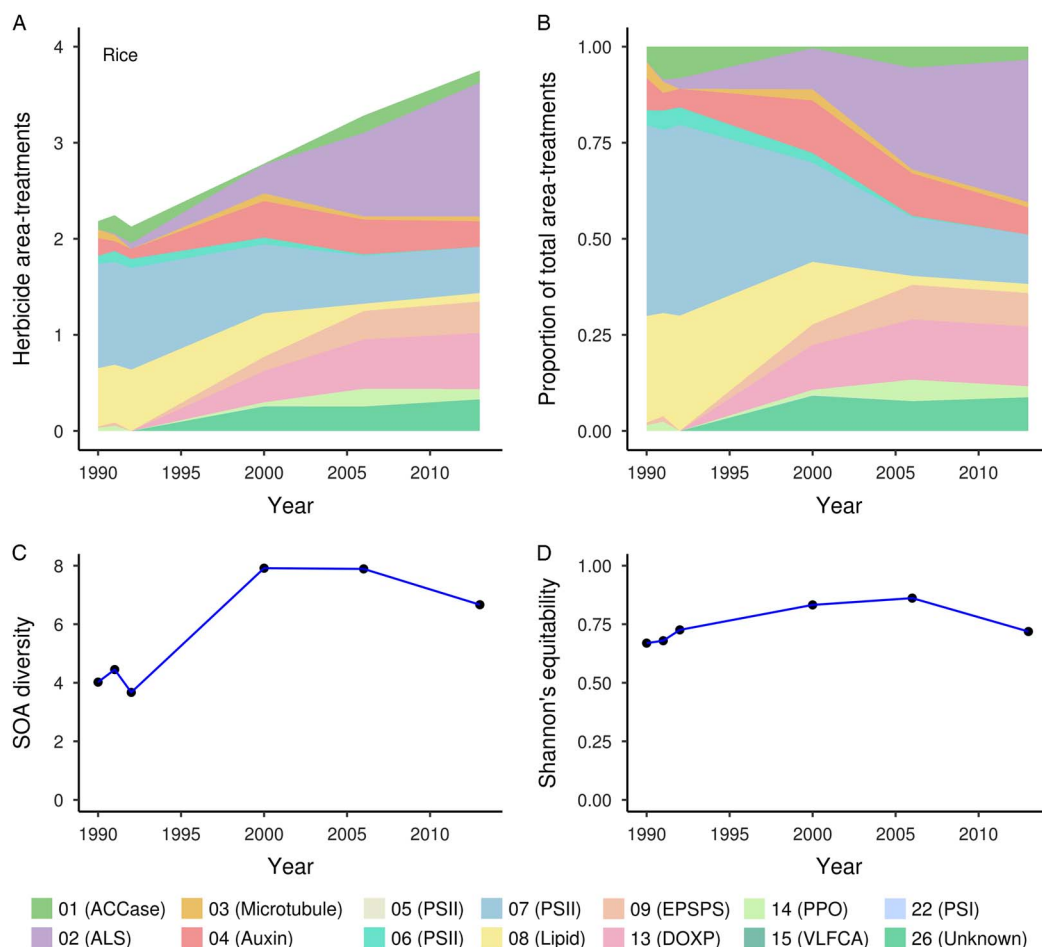 A
B
Rice
Herbicide area-treatments
4
3
2
1
0
1990 1995 2000 2005 2010
Year
Proportion of total area-treatments
1.00
0.75
0.50
0.25
0.00
1990 1995 2000 2005 2010
Year
C
D
SOA diversity
8
6
4
2
0
1990 1995 2000 2005 2010
Year
Shannon's equitability
1.00
0.75
0.50
0.25
0.00
1990 1995 2000 2005 2010
Year
01 (ACCase) 03 (Microtubule) 05 (PSII) 07 (PSII) 09 (EPSPS) 14 (PPO) 22 (PSI)
02 (ALS) 04 (Auxin) 06 (PSII) 08 (Lipid) 13 (DOXP) 15 (VLFCA) 26 (Unknown)